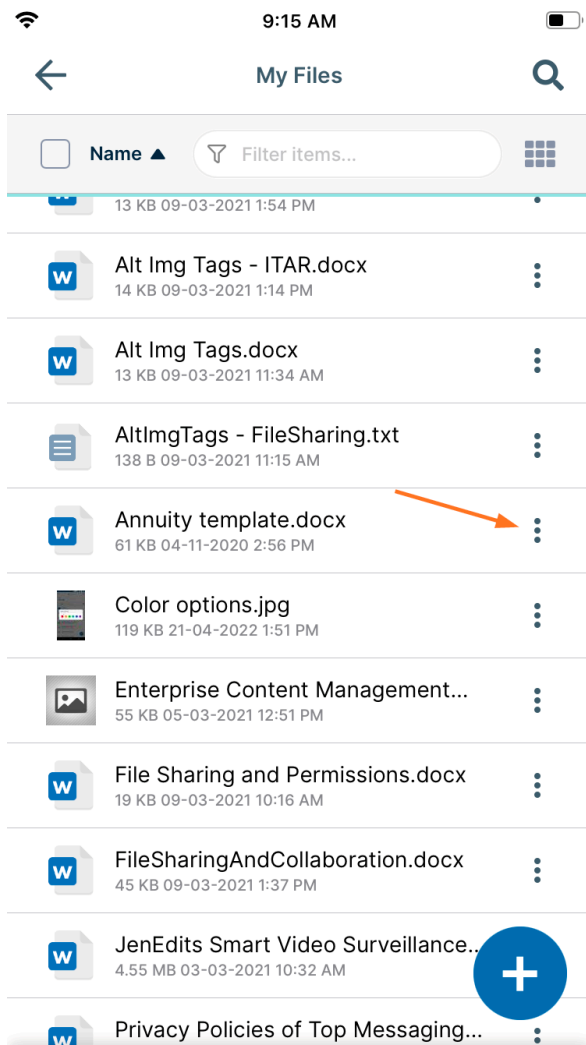 9:15 AM
My Files
Name
Filter items...
13 KB 09-03-2021 1:54 PM
Alt Img Tags - ITAR.docx
14 KB 09-03-2021 1:14 PM
Alt Img Tags.docx
13 KB 09-03-2021 11:34 AM
AltImgTags - FileSharing.txt
138 B 09-03-2021 11:15 AM
Annuity template.docx
61 KB 04-11-2020 2:56 PM
Color options.jpg
119 KB 21-04-2022 1:51 PM
Enterprise Content Management...
55 KB 05-03-2021 12:51 PM
File Sharing and Permissions.docx
19 KB 09-03-2021 10:16 AM
FileSharingAndCollaboration.docx
45 KB 09-03-2021 1:37 PM
JenEdits Smart Video Surveillance...
4.55 MB 03-03-2021 10:32 AM
Privacy Policies of Top Messaging...